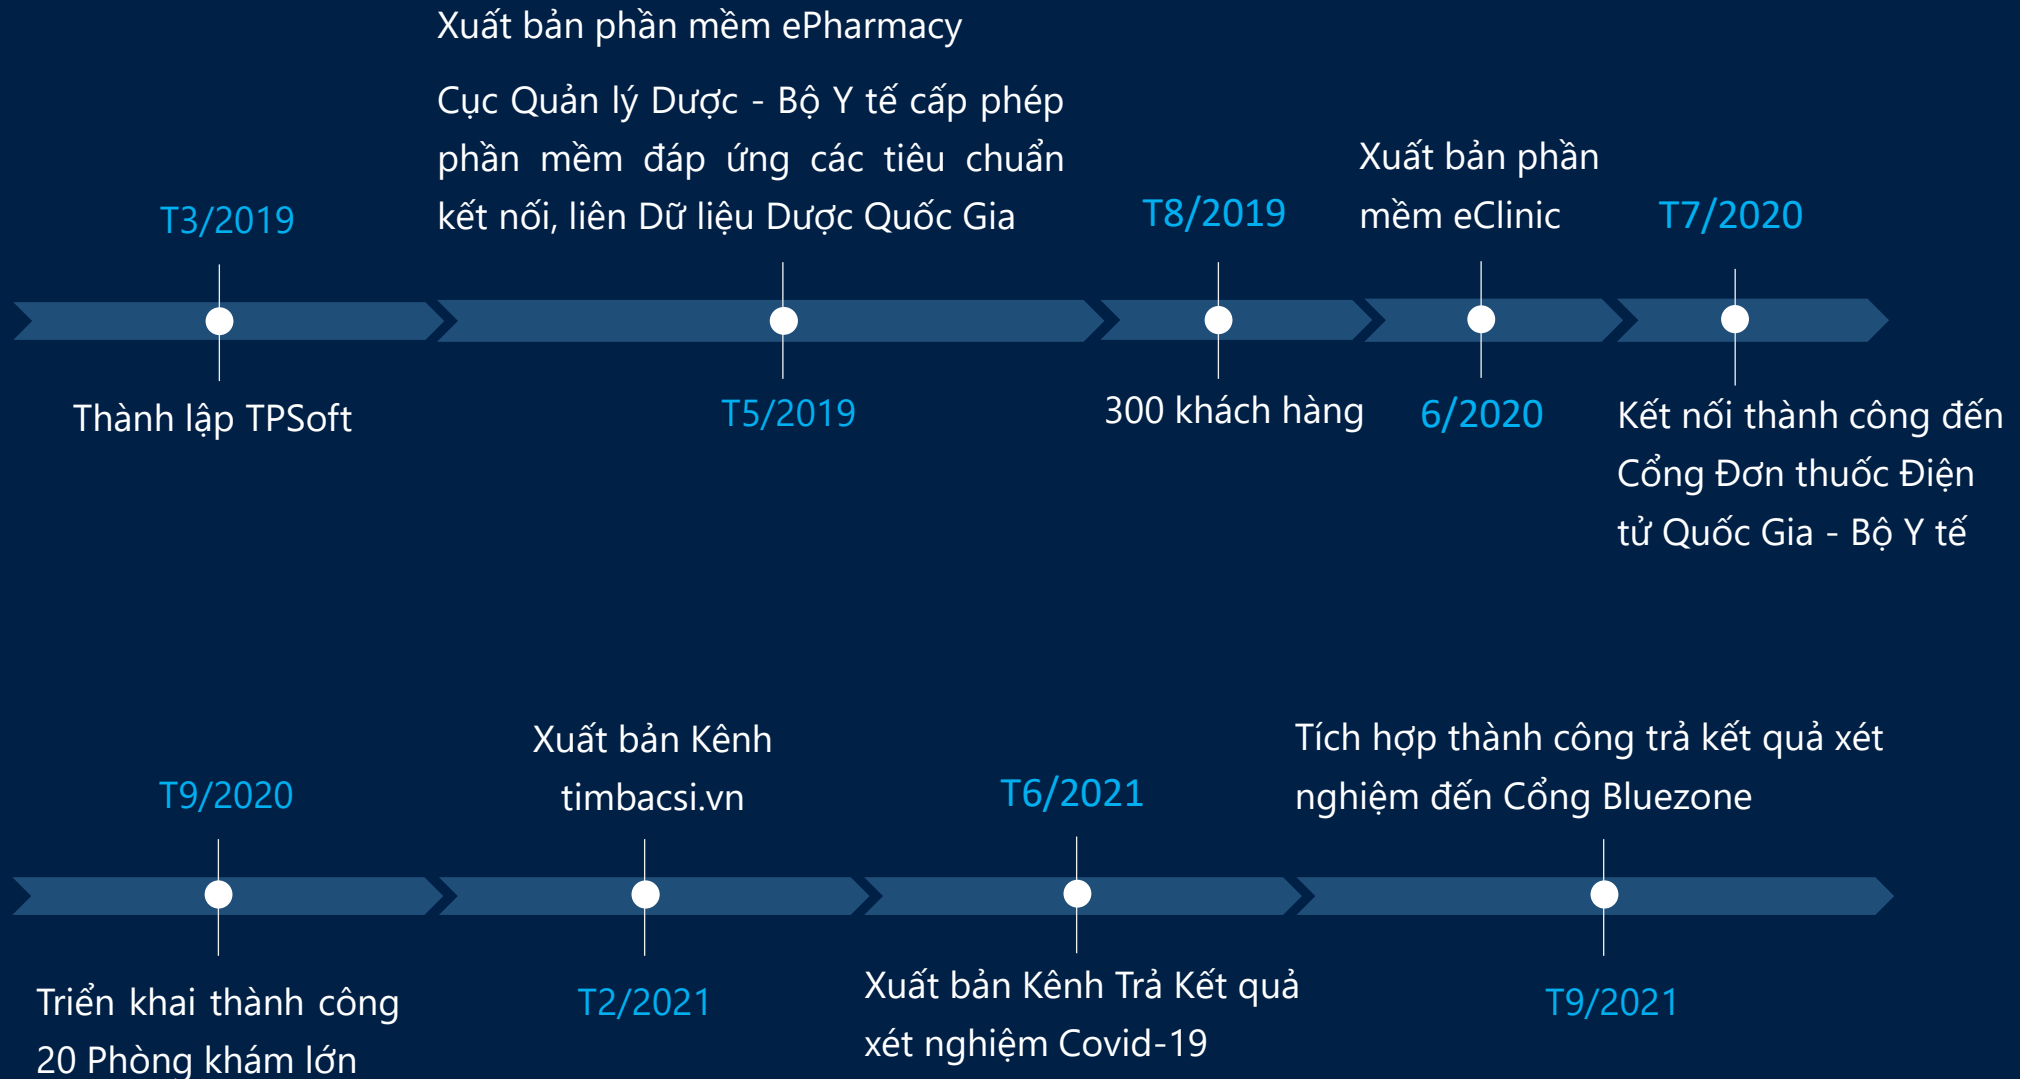 Xuất bản phần mềm ePharmacy
Cục Quản lý Dược - Bộ Y tế cấp phép
phần mềm đáp ứng các tiêu chuẩn
kết nối, liên Dữ liệu Dược Quốc Gia
T3/2019
Thành lập TPSoft
T5/2019
T8/2019
300 khách hàng
Xuất bản phần
mềm eClinic
6/2020
T7/2020
Kết nối thành công đến
Cổng Đơn thuốc Điện
tử Quốc Gia - Bộ Y tế
T9/2020
Triển khai thành công
20 Phòng khám lớn
Xuất bản Kênh
timbacsi.vn
T2/2021
T6/2021
Xuất bản Kênh Trả Kết quả
xét nghiệm Covid-19
Tích hợp thành công trả kết quả xét
nghiệm đến Cổng Bluezone
T9/2021